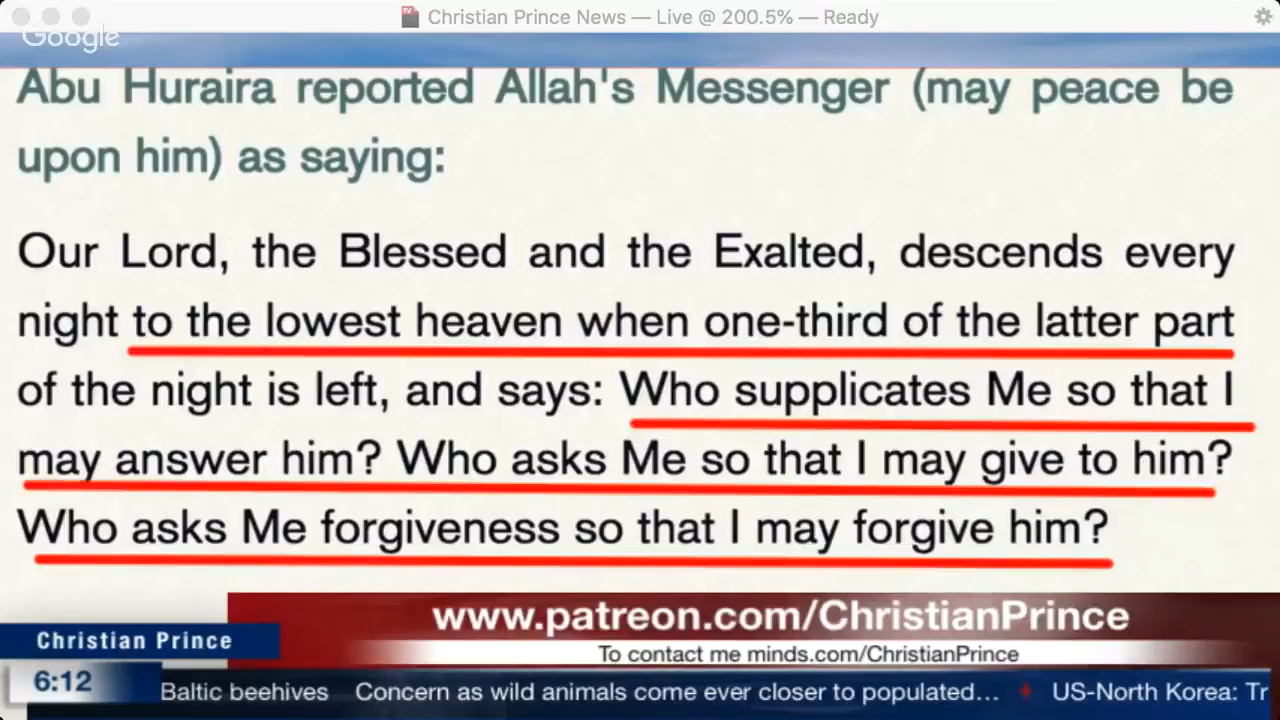 Christian Prince News — Live @ 200.5% — Ready
Google
Abu Huraira reported Allah's Messenger (may peace be
upon him) as saying:
Our Lord, the Blessed and the Exalted, descends every
night to the lowest heaven when one-third of the latter part
of the night is left, and says: Who supplicates Me so that I
may answer him? Who asks Me so that I may give to him?
Who asks Me forgiveness so that I may forgive him?
www.patreon.com/ChristianPrince
Christian Prince
To contact me minds.com/ChristianPrince
6:12
Baltic beehives Concern as wild animals come ever closer to populated... US-North Korea: Tr